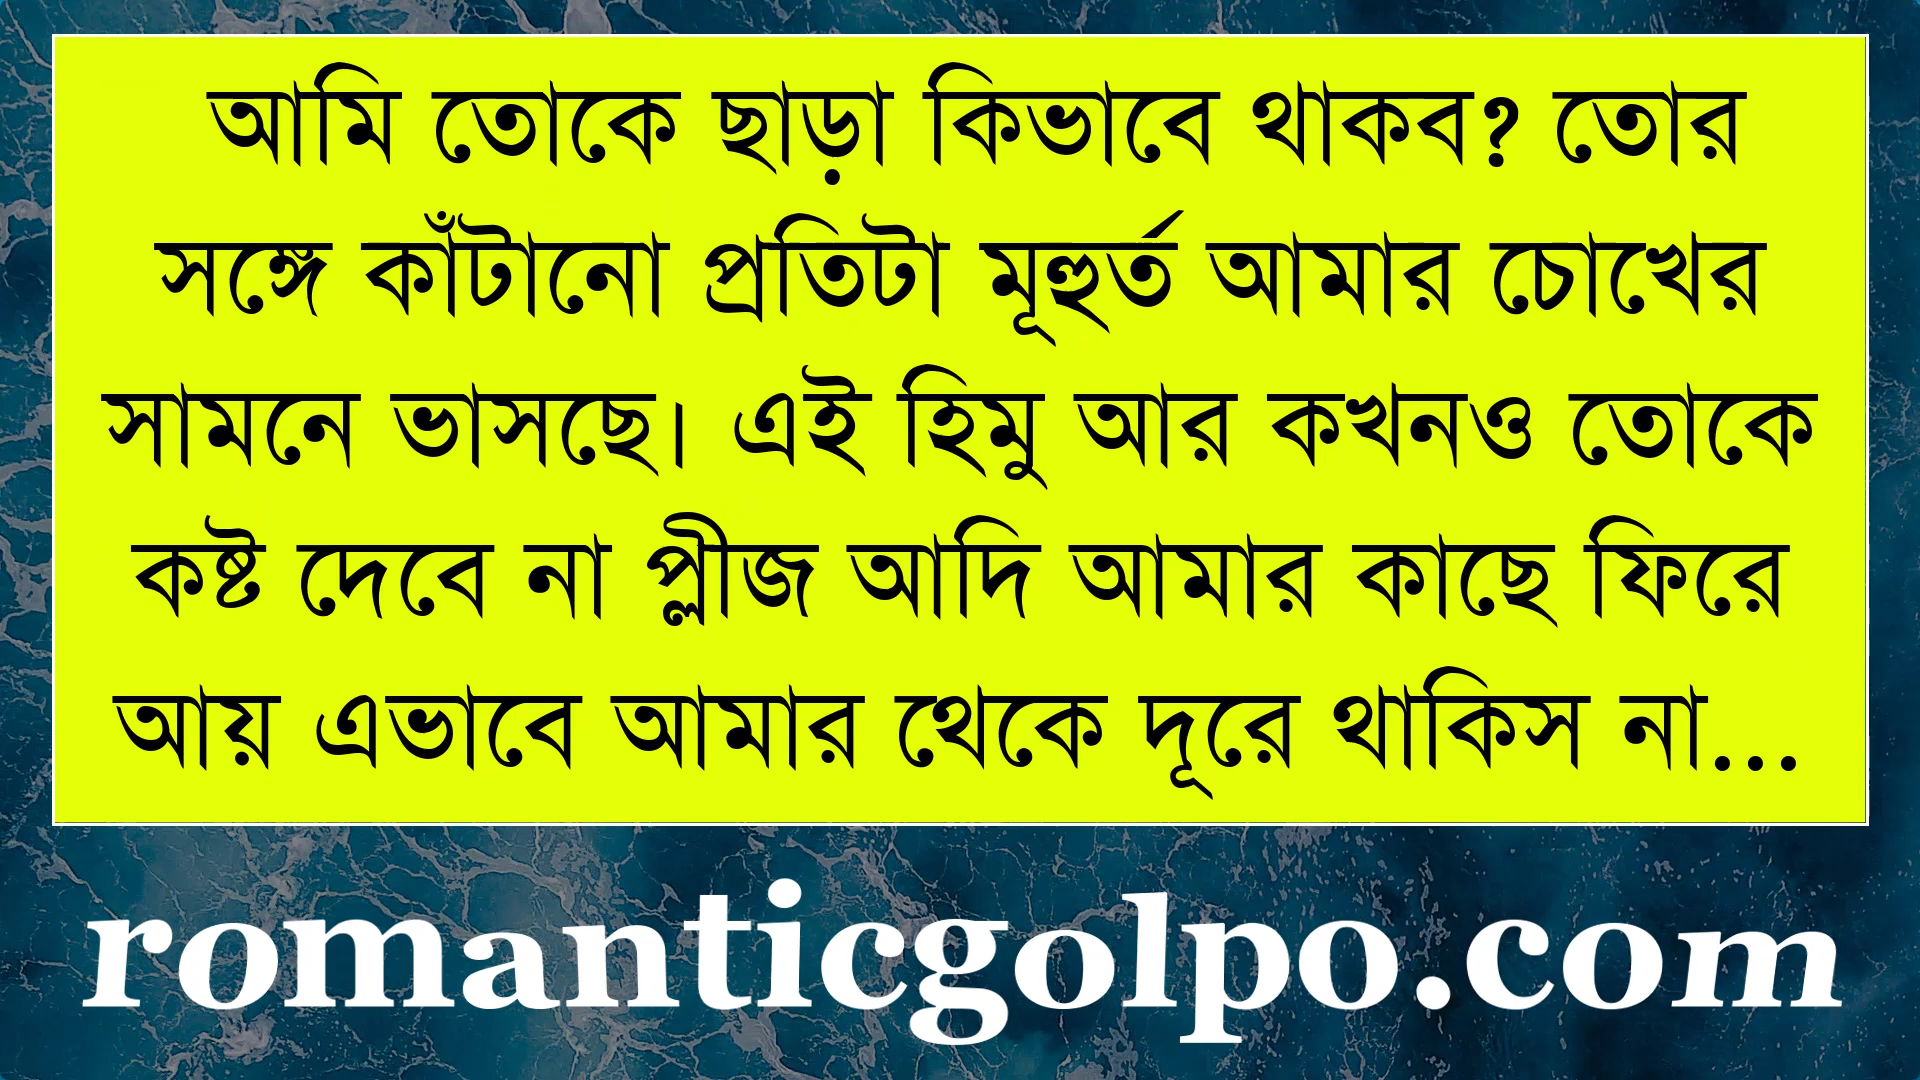 আমি তোকে ছাড়া কিভাবে থাকব? তোর
সঙ্গে কাঁটানো প্রতিটা মূহুর্ত আমার চোখের
সামনে ভাসছে। এই হিমু আর কখনও তোকে
কষ্ট দেবে না প্লীজ আদি আমার কাছে ফিরে
আয় এভাবে আমার থেকে দূরে থাকিস না...
romanticgolpo.com